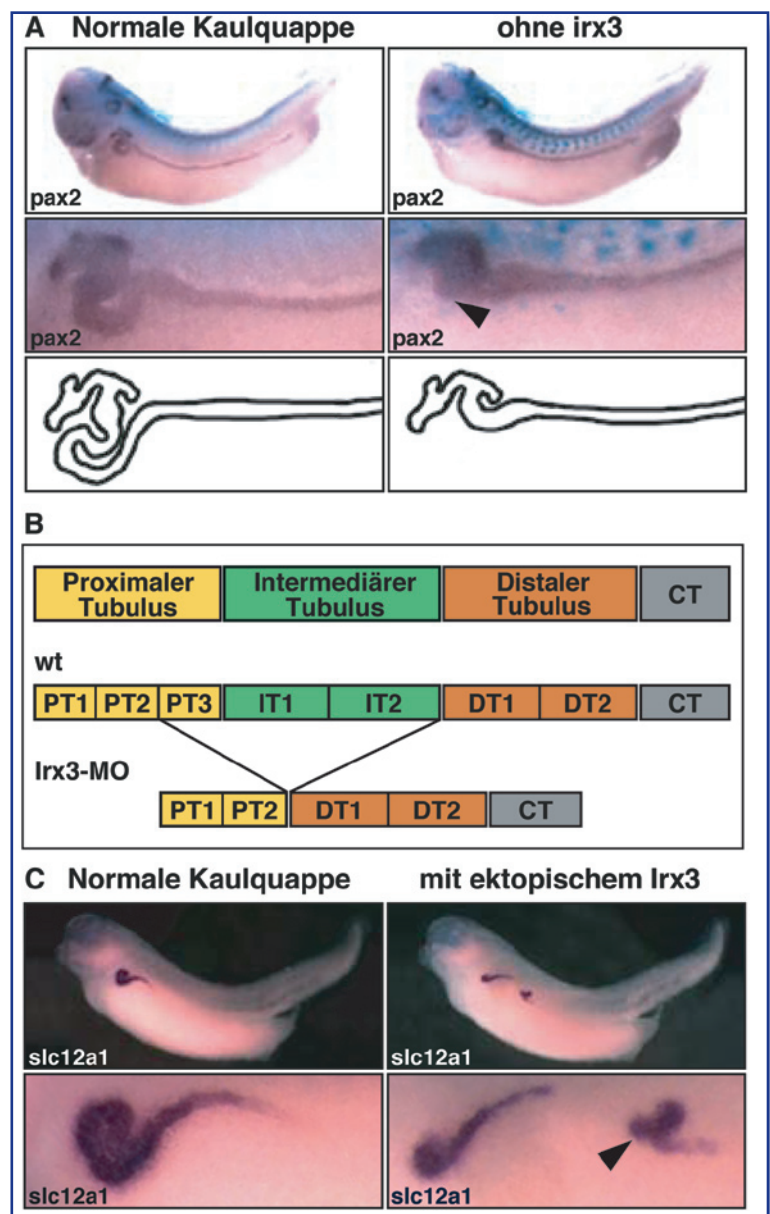 A Normale Kaulquappe ohne irx3
pax2 pax2
pax2 pax2
B
Proximaler Tubulus Intermediärer Tubulus Distaler Tubulus CT
wt
PT1 PT2 PT3 IT1 IT2 DT1 DT2 CT
Irx3-MO
PT1 PT2 DT1 DT2 CT
C Normale Kaulquappe mit ektopischem Irx3
slc12a1 slc12a1
slc12a1 slc12a1